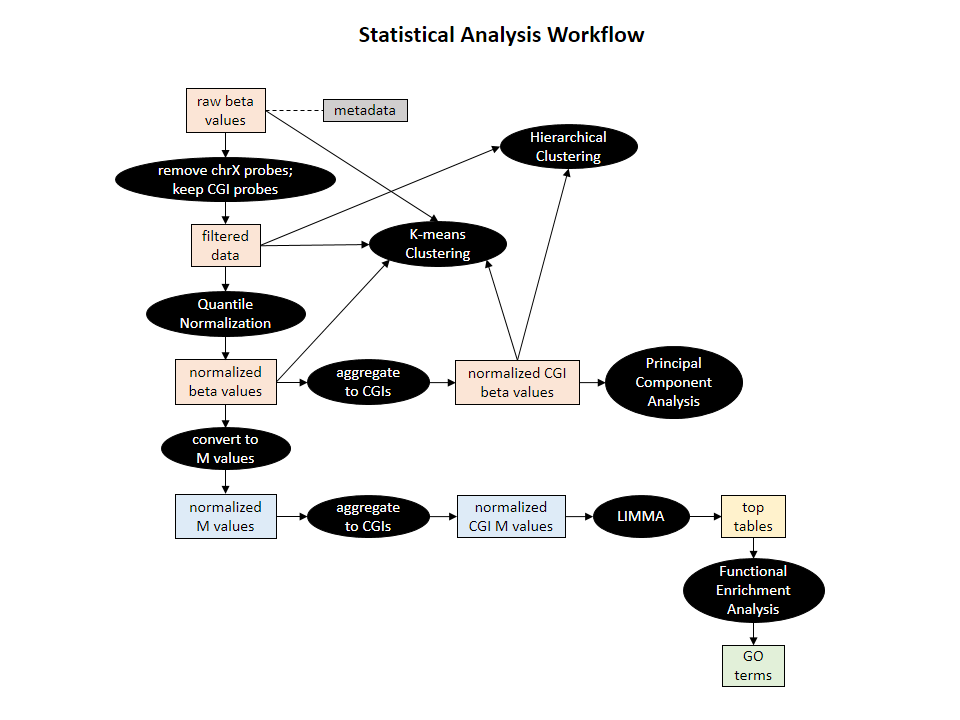 Statistical Analysis Workflow
raw beta
values
metadata
Hierarchical
Clustering
remove chrX probes;
keep CGI probes
filtered
data
K-means
Clustering
Quantile
Normalization
normalized
beta values
aggregate
to CGIs
normalized CGI
beta values
Principal
Component
Analysis
convert to
M values
normalized
M values
aggregate
to CGIs
normalized
CGI M values
LIMMA
top
tables
Functional
Enrichment
Analysis
GO
terms